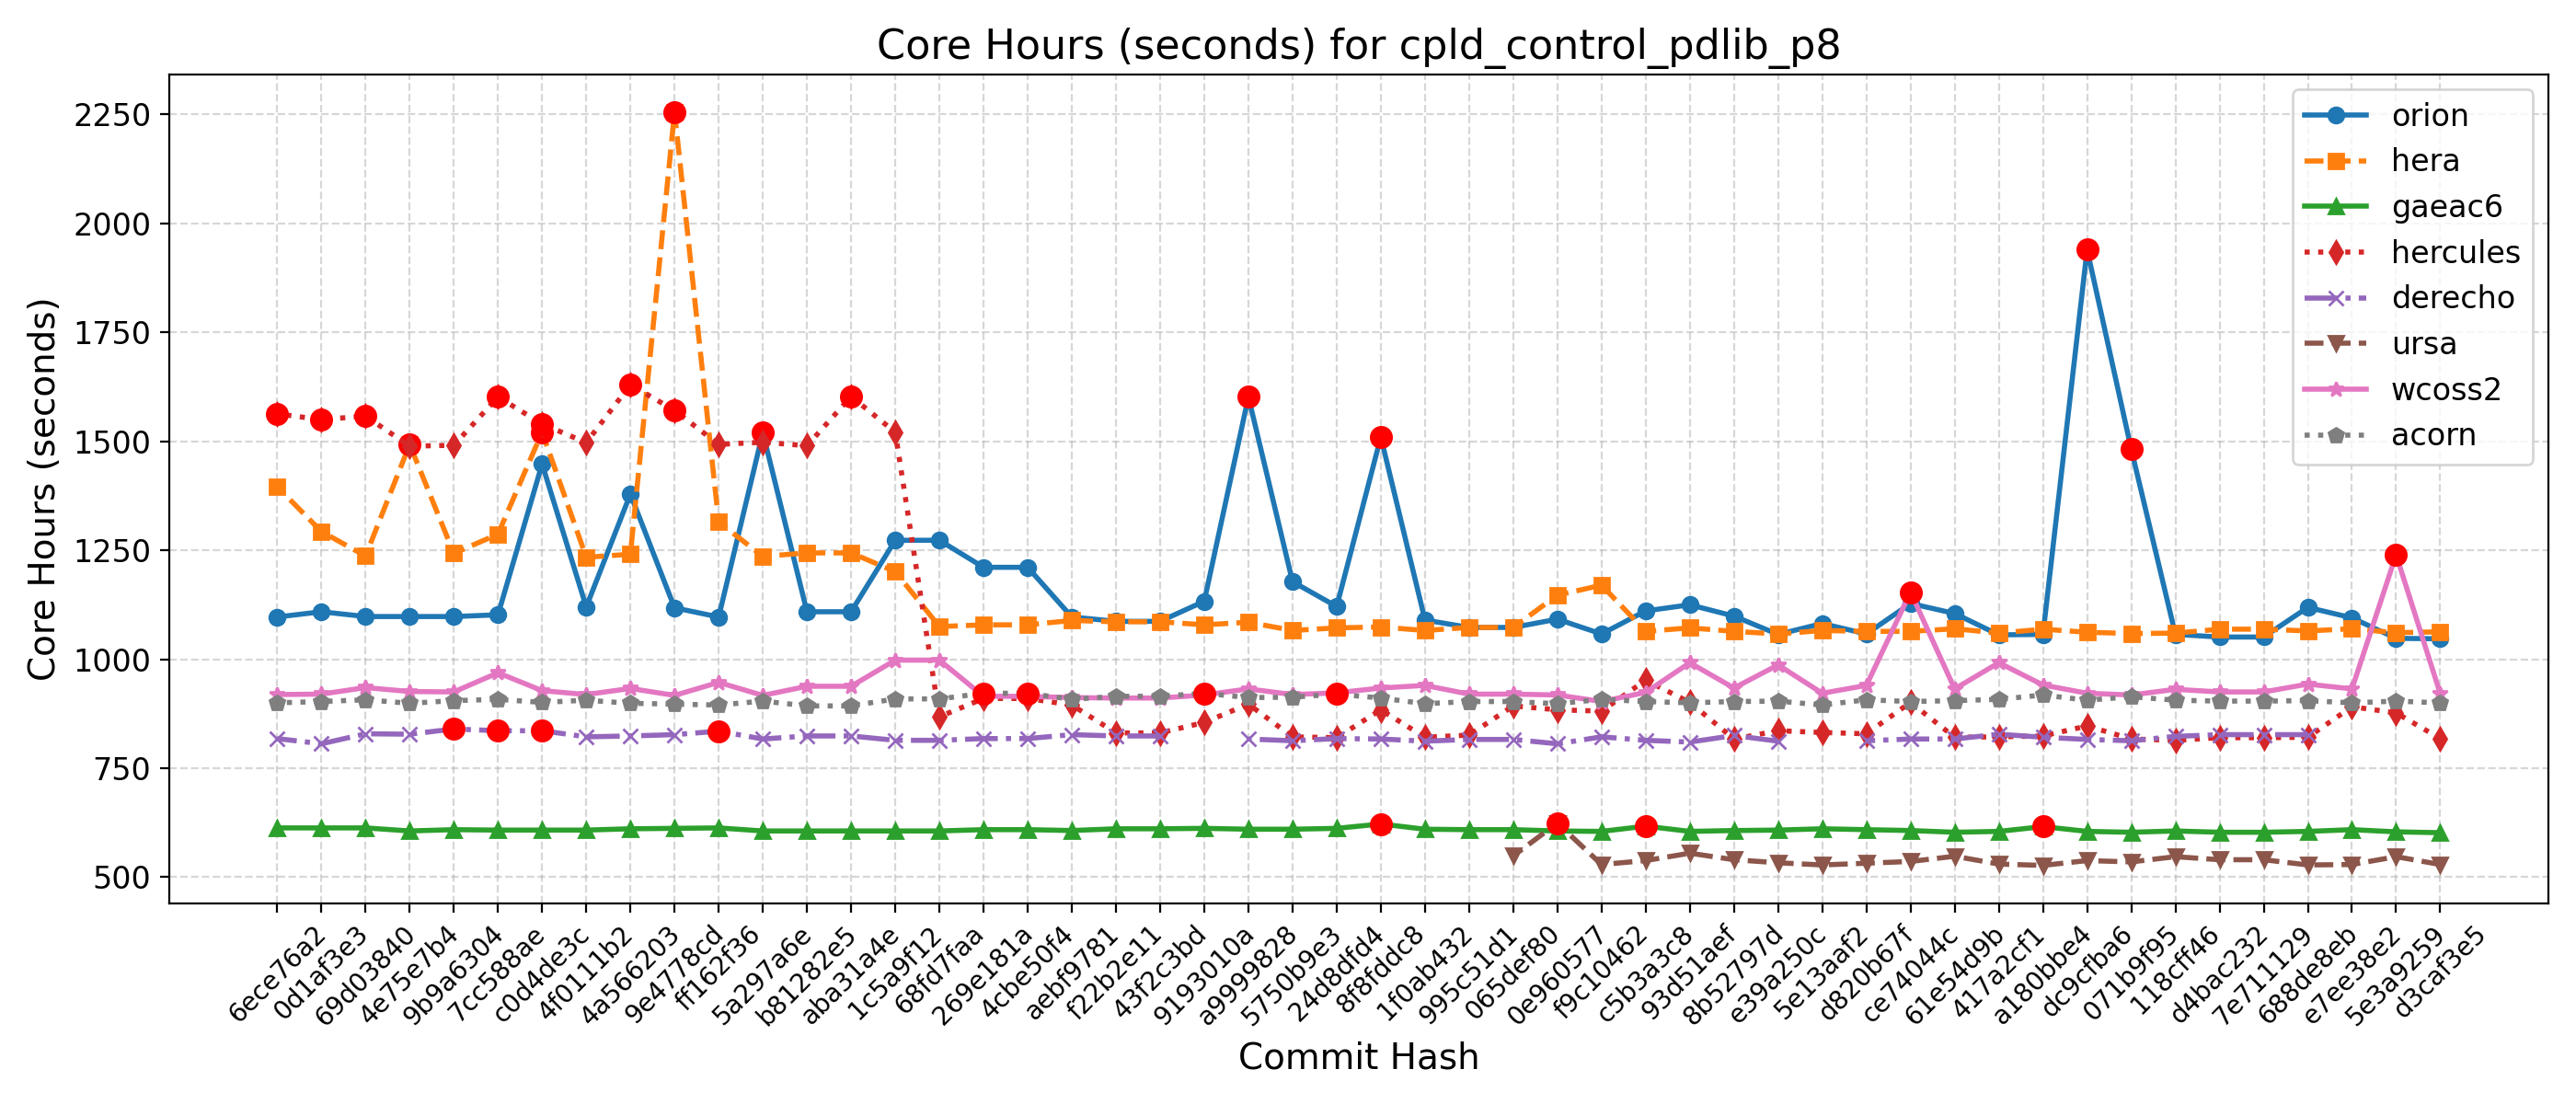 Core Hours (seconds) for cpld_control_pdlib_p8
Core Hours (seconds)
2250
2000
1750
1500
1250
1000
750
500
orion
hera
gaeac6
hercules
derecho
ursa
wcoss2
acorn
6ece76a2
0d1af3e3
69d03840
4e75e7b4
9b9a6304
7cc588ae
c0d4de3c
4f0111b2
4a566203
9e4778cd
ff162f36
5a297a6e
b81282e5
aba31a4e
1c5a9f12
68fd7faa
269e181a
4cbe50f4
aebf9781
f22b2e11
43f2c3bd
9193010a
a9999828
5750b9e3
24d8dfd4
8f8fddc8
1f0ab432
995c51d1
065def80
0e960577
f9c10462
c5b3a3c8
93d51aef
8b52797d
e39a250c
5e13aaf2
d820b67f
ce74044c
61e54d9b
417a2cf1
a180bbe4
dc9cfba6
071b9f95
118cff46
d4bac232
7e711129
688de8eb
e7ee38e2
5e3a9259
d3caf3e5
Commit Hash